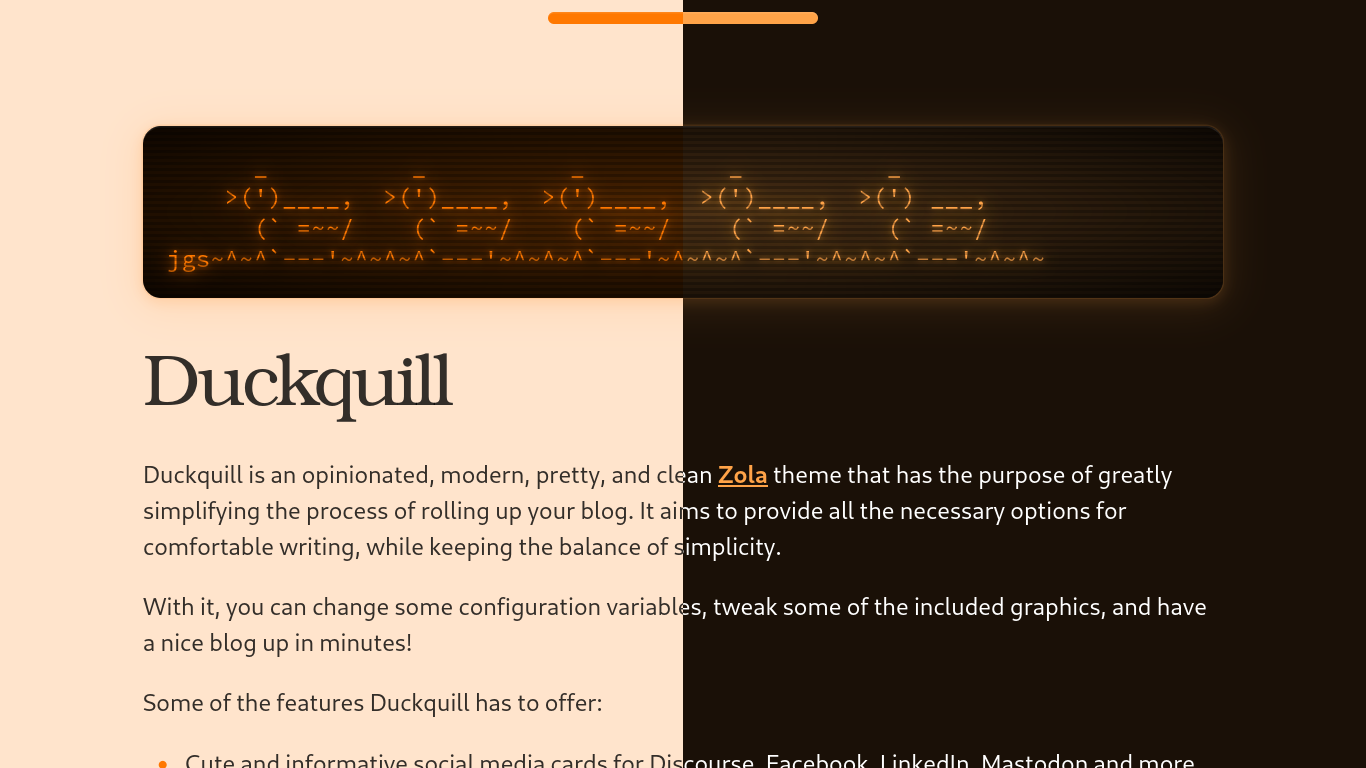 _          _          _          _          _
    >(')____,  >(')____,  >(')____,  >(')____,  >(') ___,
      (` =~~/    (` =~~/    (` =~~/    (` =~~/    (` =~~/
jgs~^~^`---'~^~^~^`---'~^~^~^`---'~^~^~^`---'~^~^~^`---'~^~^~
Duckquill
Duckquill is an opinionated, modern, pretty, and clean Zola theme that has the purpose of greatly
simplifying the process of rolling up your blog. It aims to provide all the necessary options for
comfortable writing, while keeping the balance of simplicity.
With it, you can change some configuration variables, tweak some of the included graphics, and have
a nice blog up in minutes!
Some of the features Duckquill has to offer:
• Cute and informative social media cards for Discourse, Facebook, LinkedIn, Mastodon and more